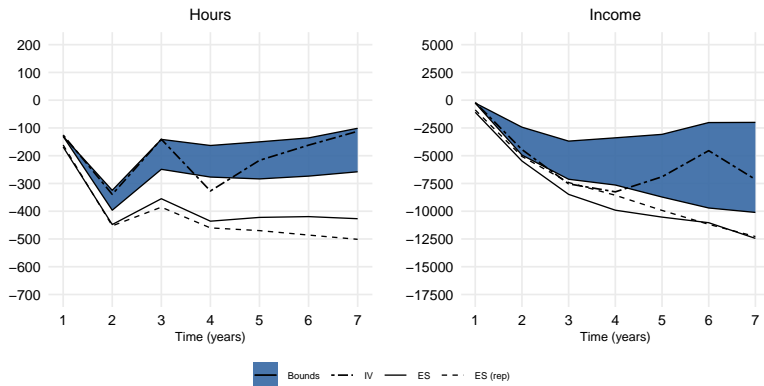 Hours
200
100
0
−100
−200
−300
−400
−500
−600
−700
1 2 3 4 5 6 7
Time (years)
Income
5000
2500
0
−2500
−5000
−7500
−10000
−12500
−15000
−17500
1 2 3 4 5 6 7
Time (years)
Bounds IV ES ES (rep)